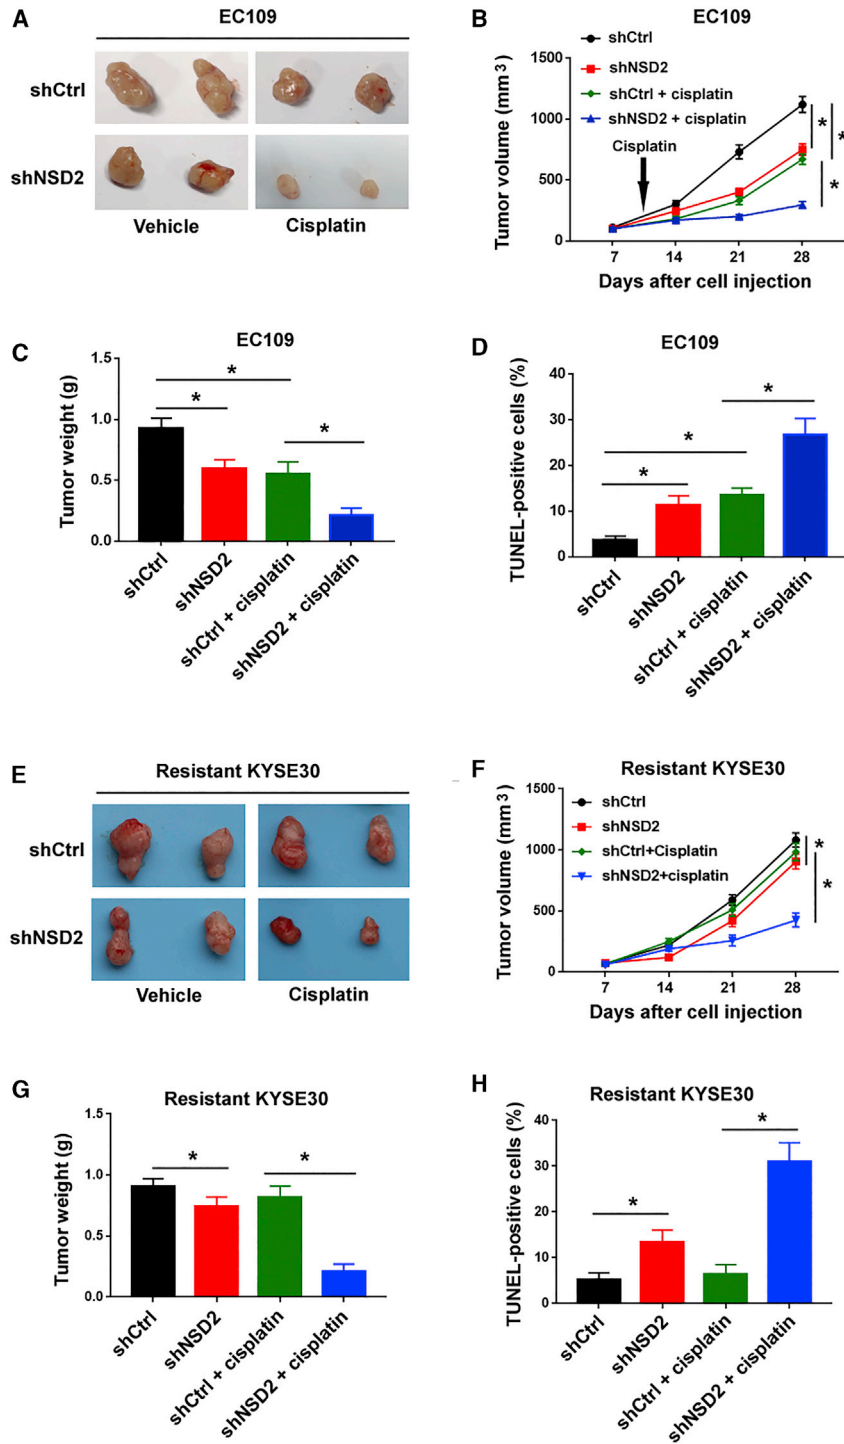 A
EC109
shCtrl
shNSD2
Vehicle
Cisplatin
B
EC109
shCtrl
shNSD2
shCtrl + cisplatin
shNSD2 + cisplatin
Cisplatin
Tumor volume (mm 3 )
1500
1000
500
0
7 14 21 28
Days after cell injection
*
*
*
C
EC109
Tumor weight (g)
1.5
1.0
0.5
0.0
*
*
*
shCtrl
shNSD2
shCtrl + cisplatin
shNSD2 + cisplatin
D
EC109
TUNEL-positive cells (%)
40
30
20
10
0
*
*
*
shCtrl
shNSD2
shCtrl + cisplatin
shNSD2 + cisplatin
E
Resistant KYSE30
shCtrl
shNSD2
Vehicle
Cisplatin
F
Resistant KYSE30
shCtrl
shNSD2
shCtrl+Cisplatin
shNSD2+cisplatin
Tumor volume (mm 3 )
1500
1000
500
0
7 14 21 28
Days after cell injection
*
*
G
Resistant KYSE30
Tumor weight (g)
1.5
1.0
0.5
0.0
*
*
shCtrl
shNSD2
shCtrl + cisplatin
shNSD2 + cisplatin
H
Resistant KYSE30
TUNEL-positive cells (%)
40
30
20
10
0
*
*
shCtrl
shNSD2
shCtrl + cisplatin
shNSD2 + cisplatin